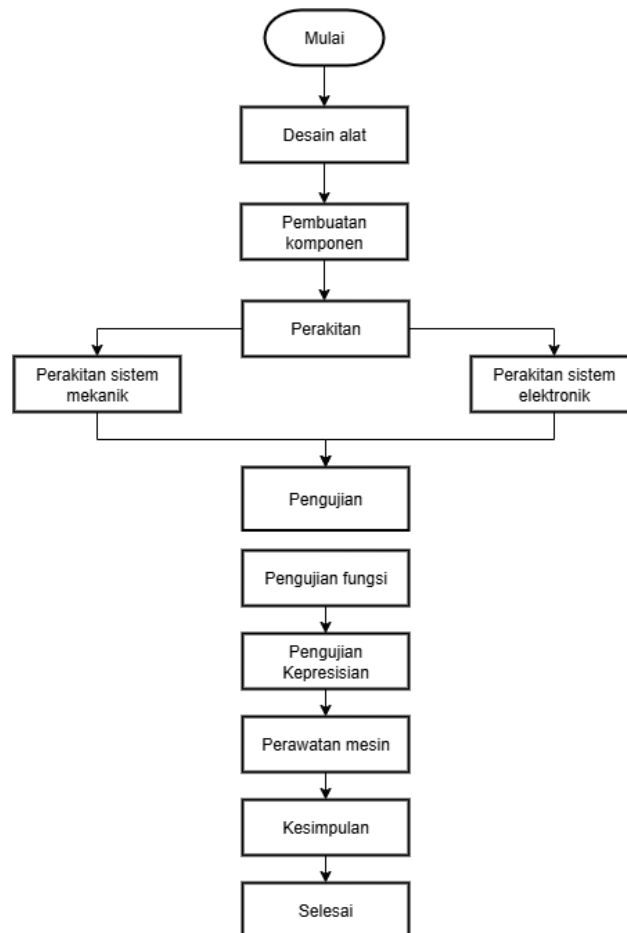 Mulai
Desain alat
Pembuatan
komponen
Perakitan
Perakitan sistem
mekanik
Perakitan sistem
elektronik
Pengujian
Pengujian fungsi
Pengujian
Kepresisian
Perawatan mesin
Kesimpulan
Selesai